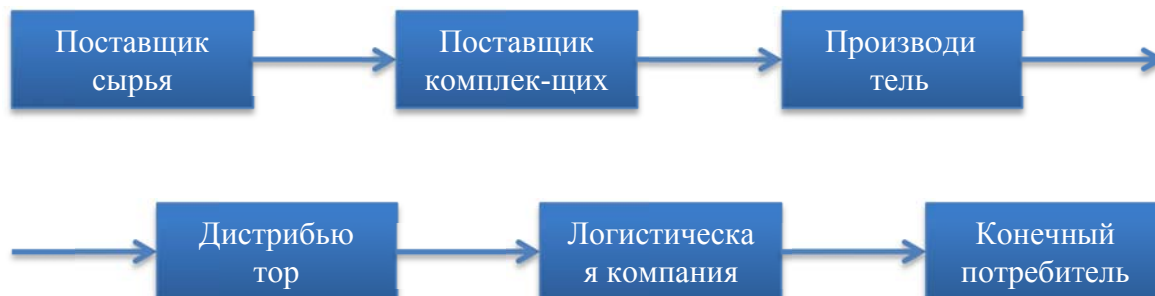 Поставщик
сырья
Поставщик
комплек-щих
Производи
тель
Дистрибью
тор
Логистическа
я компания
Конечный
потребитель